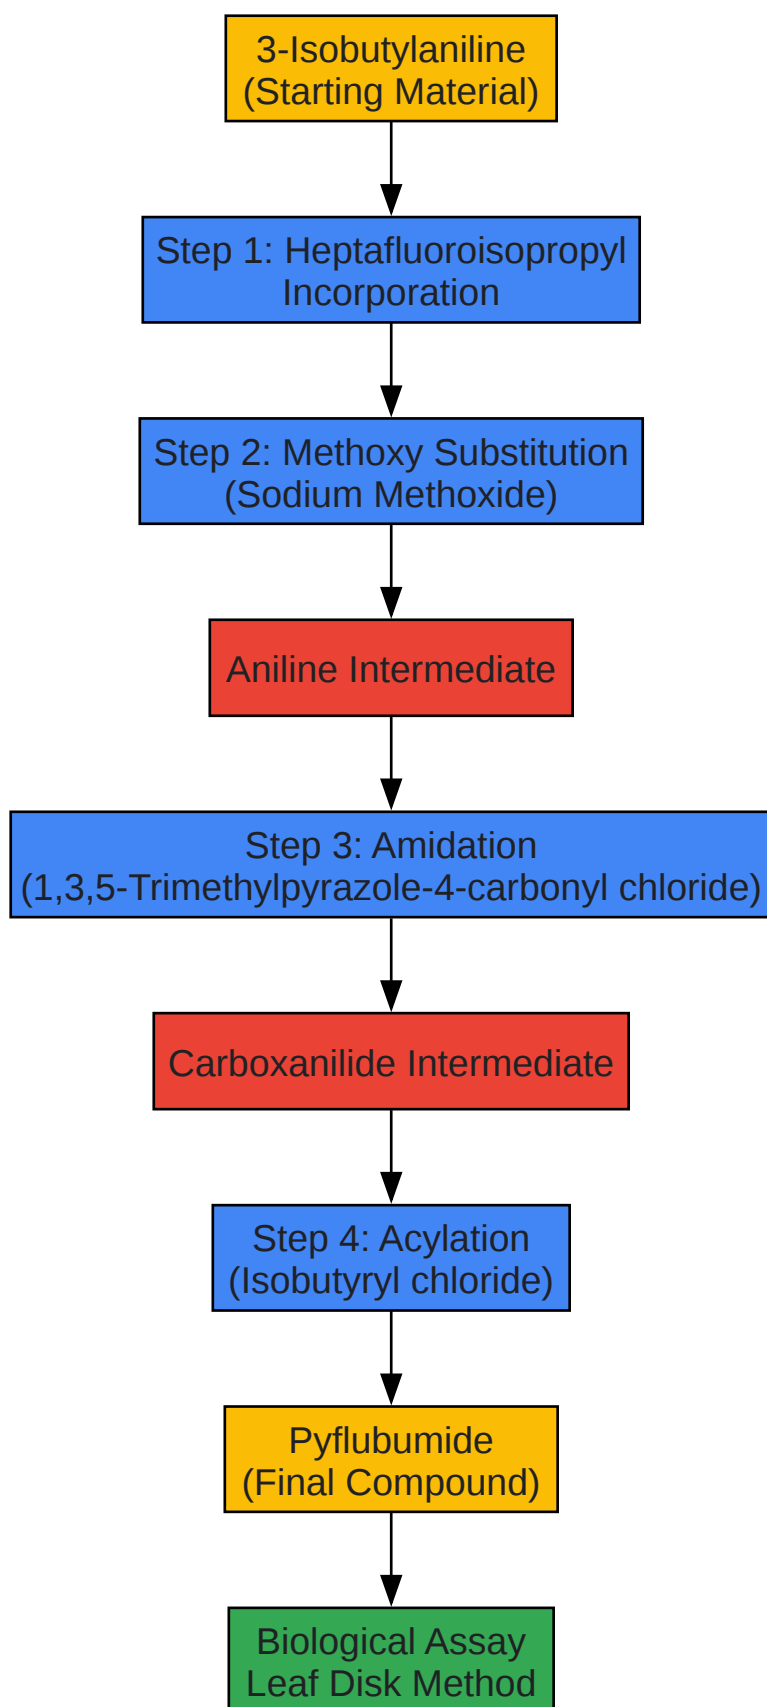 3-Isobutylaniline
(Starting Material)
Step 1: Heptafluoroisopropyl
Incorporation
Step 2: Methoxy Substitution
(Sodium Methoxide)
Aniline Intermediate
Step 3: Amidation
(1,3,5-Trimethylpyrazole-4-carbonyl chloride)
Carboxanilide Intermediate
Step 4: Acylation
(Isobutyryl chloride)
Pyflubumide
(Final Compound)
Biological Assay
Leaf Disk Method